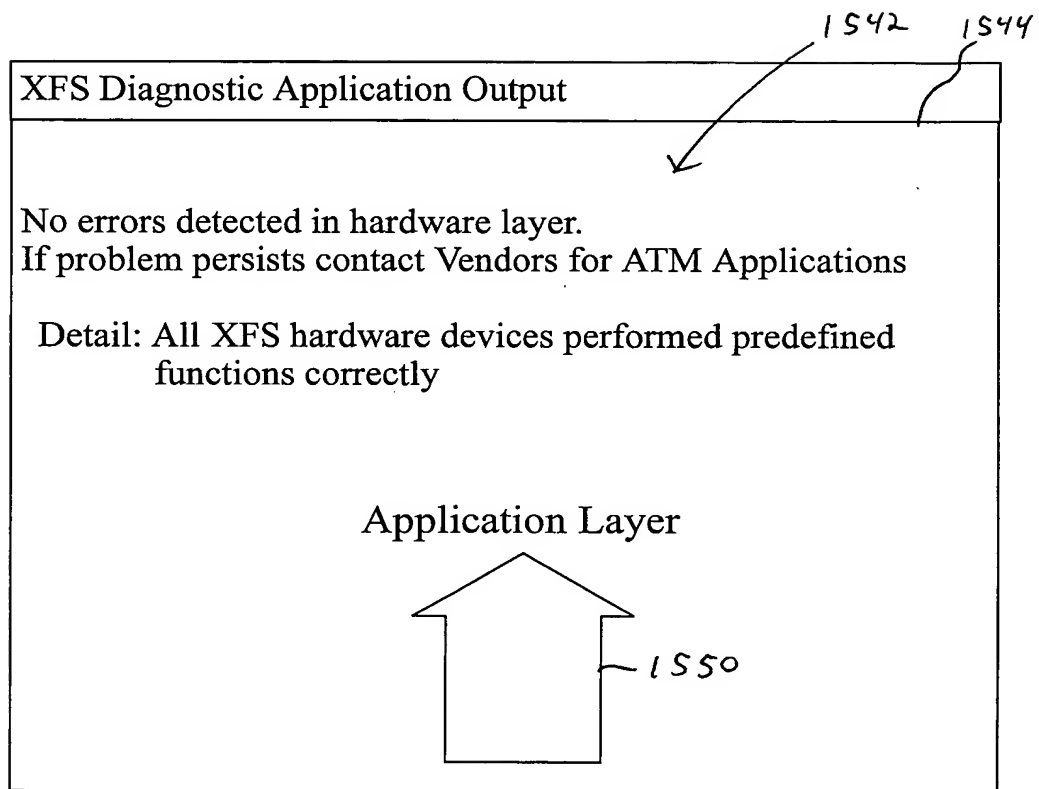 1542 1544
XFS Diagnostic Application Output
No errors detected in hardware layer.
If problem persists contact Vendors for ATM Applications
Detail: All XFS hardware devices performed predefined
functions correctly
Application Layer
1550